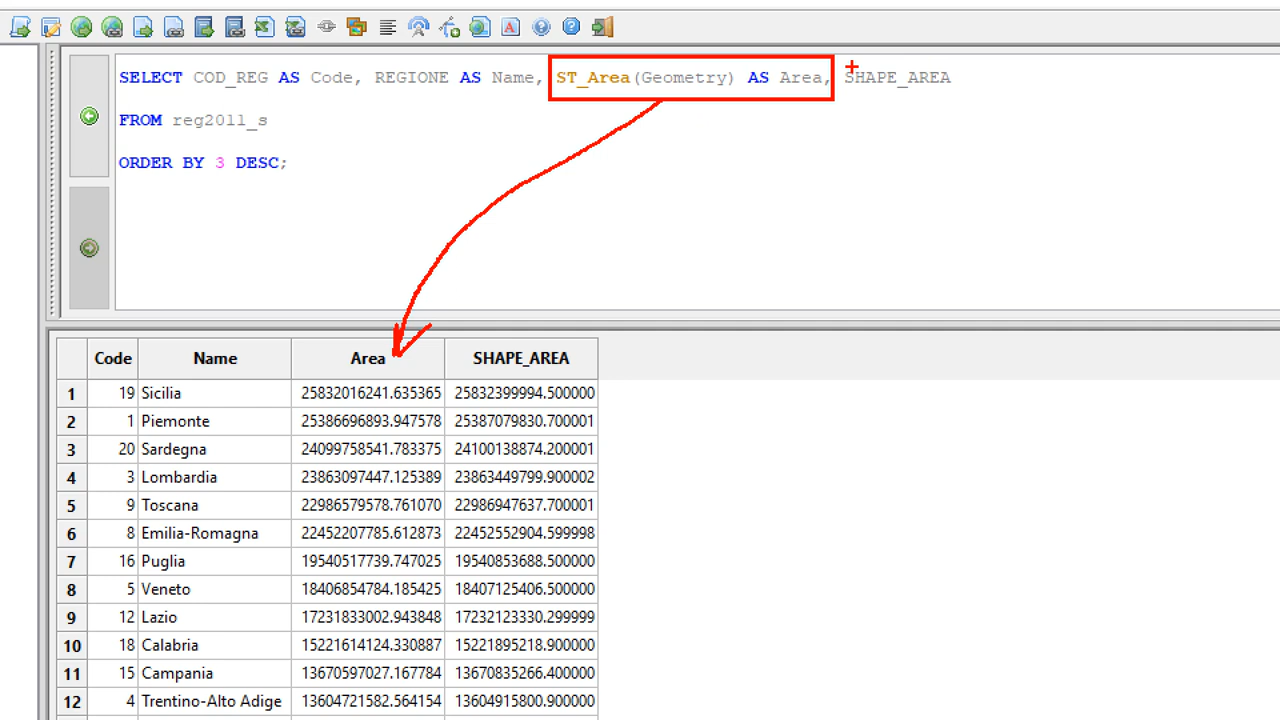 SELECT COD_REG AS Code, REGIONE AS Name, ST_Area(Geometry) AS Area, SHAPE_AREA
FROM reg2011_s
ORDER BY 3 DESC;
Code Name Area SHAPE_AREA
1 19 Sicilia 25832016241.635365 25832399994.500000
2 1 Piemonte 25386696893.947578 25387079830.700001
3 20 Sardegna 24099758541.783375 24100138874.200001
4 3 Lombardia 23863097447.125389 23863449799.900002
5 9 Toscana 22986579578.761070 22986947637.700001
6 8 Emilia-Romagna 22452207785.612873 22452552904.599998
7 16 Puglia 19540517739.747025 19540853688.500000
8 5 Veneto 18406854784.185425 18407125406.500000
9 12 Lazio 17231833002.943848 17232123330.299999
10 18 Calabria 15221614124.330887 15221895218.900000
11 15 Campania 13670597027.167784 13670835266.400000
12 4 Trentino-Alto Adige 13604721582.564154 13604915800.900000